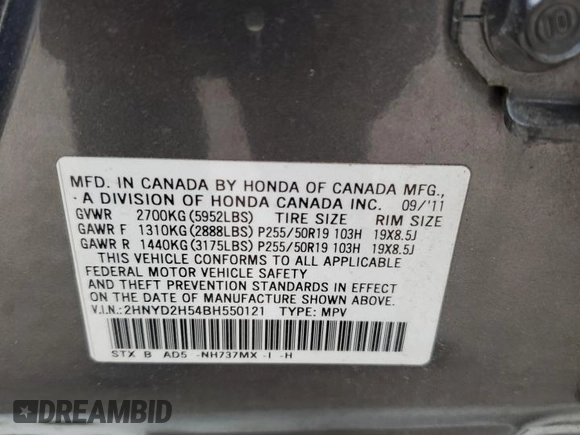 10
MFD. IN CANADA BY HONDA OF CANADA MFG.,
A DIVISION OF HONDA CANADA INC. 09/'11
GVWR 2700KG(5952LBS) TIRE SIZE RIM SIZE
GAWR F 1310KG(2888LBS) P255/50R19 103H 19X8.5J
GAWR R 1440KG(3175LBS) P255/50R19 103H 19X8.5J
THIS VEHICLE CONFORMS TO ALL APPLICABLE
FEDERAL MOTOR VEHICLE SAFETY
AND THEFT PREVENTION STANDARDS IN EFFECT
ON THE DATE OF MANUFACTURE SHOWN ABOVE.
V.I.N.:2HNYD2H54BH550121 TYPE: MPV
STX B AD5 -NH737MX -I -H
DREAMBID